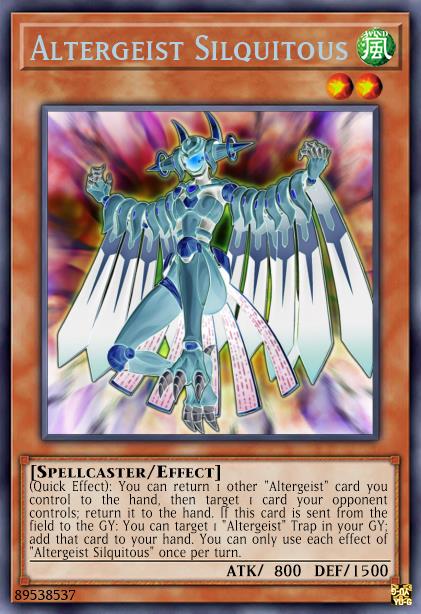 ALTERGEIST SILQUITOUS
WIND
風
[SPELLCASTER/EFFECT]
(Quick Effect): You can return 1 other "Altergeist" card you
control to the hand, then target 1 card your opponent
controls; return it to the hand. If this card is sent from the
field to the GY: You can target 1 "Altergeist" Trap in your GY;
add that card to your hand. You can only use each effect of
"Altergeist Silquitous" once per turn.
ATK/ 800 DEF/1500
89538537